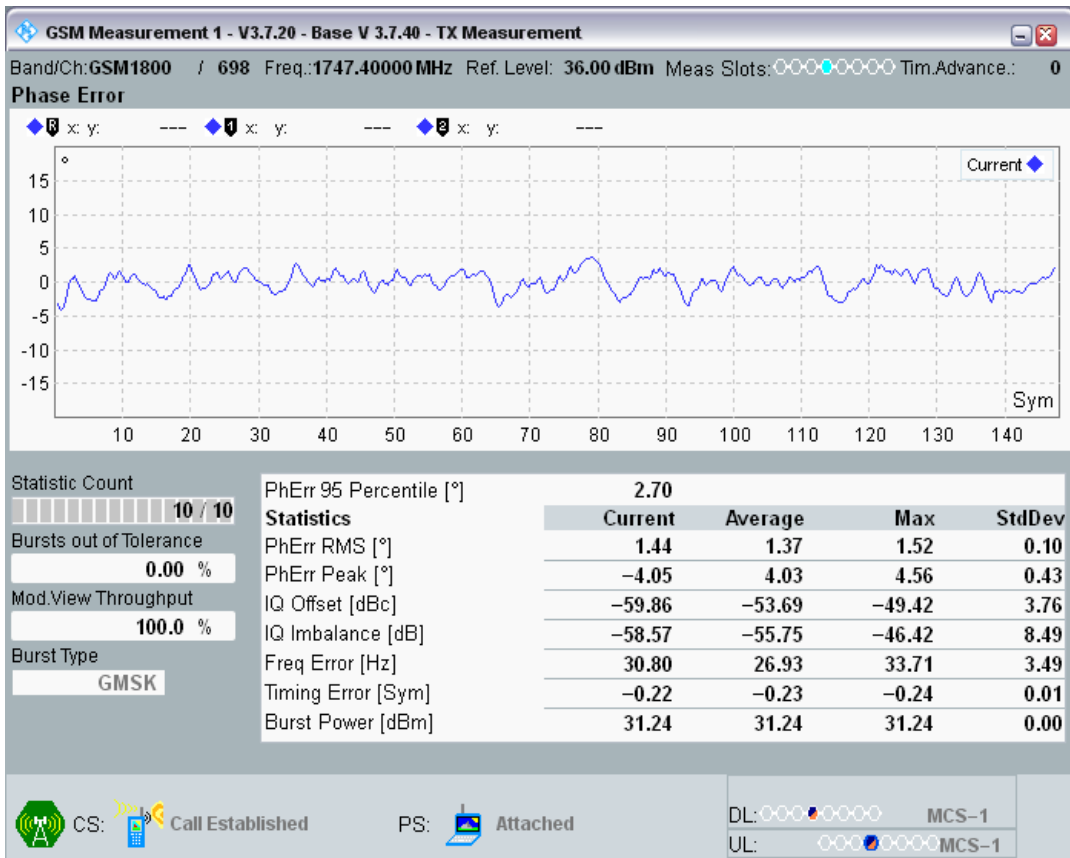 GSM Measurement 1 - V3.7.20 - Base V 3.7.40 - TX Measurement
Band/Ch:GSM1800 / 698 Freq.:1747.40000 MHz Ref. Level: 36.00 dBm Meas Slots: Tim.Advance.: 0
Phase Error
R x: y: --- 1 x: y: --- 2 x: y: ---
°
Current
15
10
5
0
-5
-10
-15
Sym
10 20 30 40 50 60 70 80 90 100 110 120 130 140
Statistic Count
10 / 10
Bursts out of Tolerance
0.00 %
Mod.View Throughput
100.0 %
Burst Type
GMSK
PhErr 95 Percentile [°] 2.70
Statistics Current Average Max StdDev
PhErr RMS [°] 1.44 1.37 1.52 0.10
PhErr Peak [°] −4.05 4.03 4.56 0.43
IQ Offset [dBc] −59.86 −53.69 −49.42 3.76
IQ Imbalance [dB] −58.57 −55.75 −46.42 8.49
Freq Error [Hz] 30.80 26.93 33.71 3.49
Timing Error [Sym] −0.22 −0.23 −0.24 0.01
Burst Power [dBm] 31.24 31.24 31.24 0.00
CS: Call Established PS: Attached
DL: MCS−1
UL: MCS−1